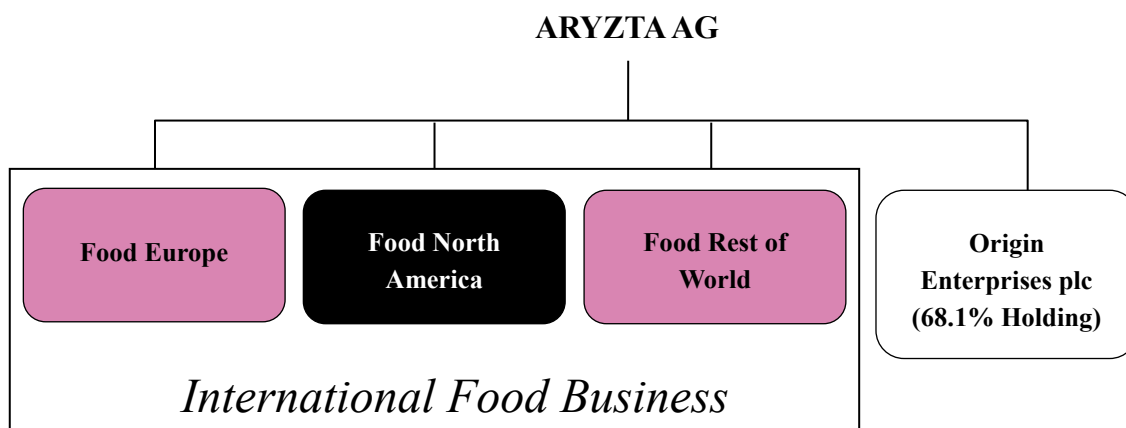 ARYZTA AG
Food Europe
Food North
America
Food Rest of
World
Origin
Enterprises plc
(68.1% Holding)
International Food Business